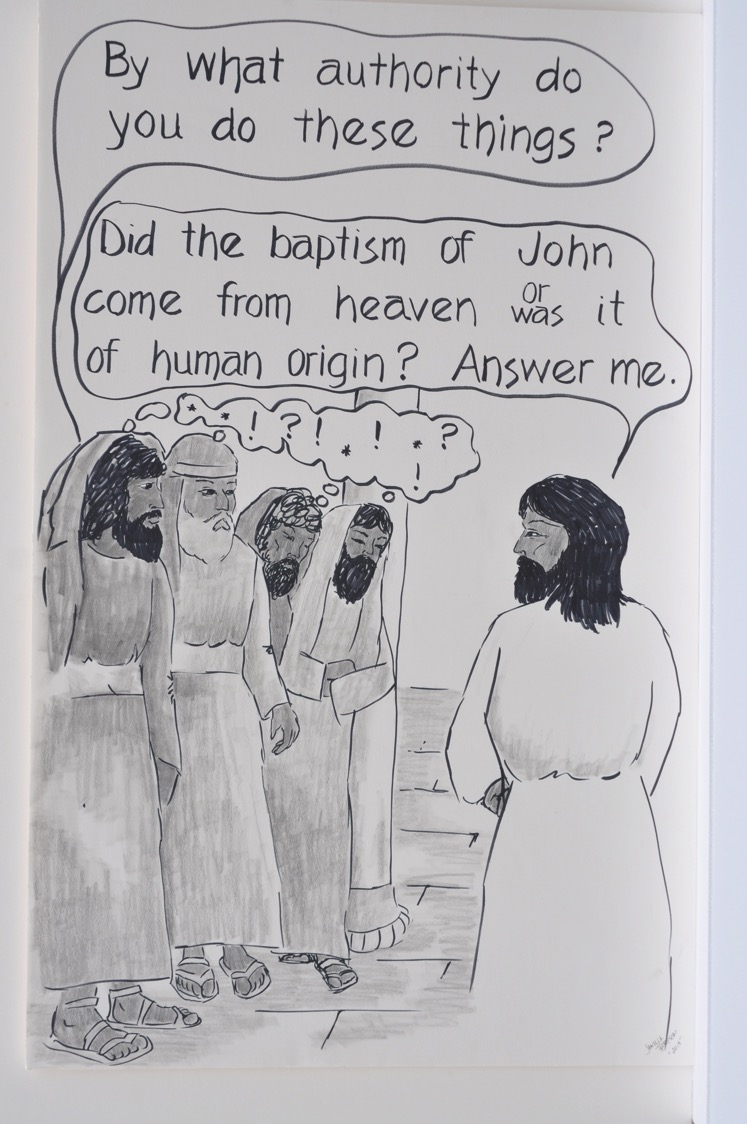 By what authority do
you do these things?
Did the baptism of John
come from heaven or was it
of human origin? Answer me.
* * ! ? ! * ! * ? !